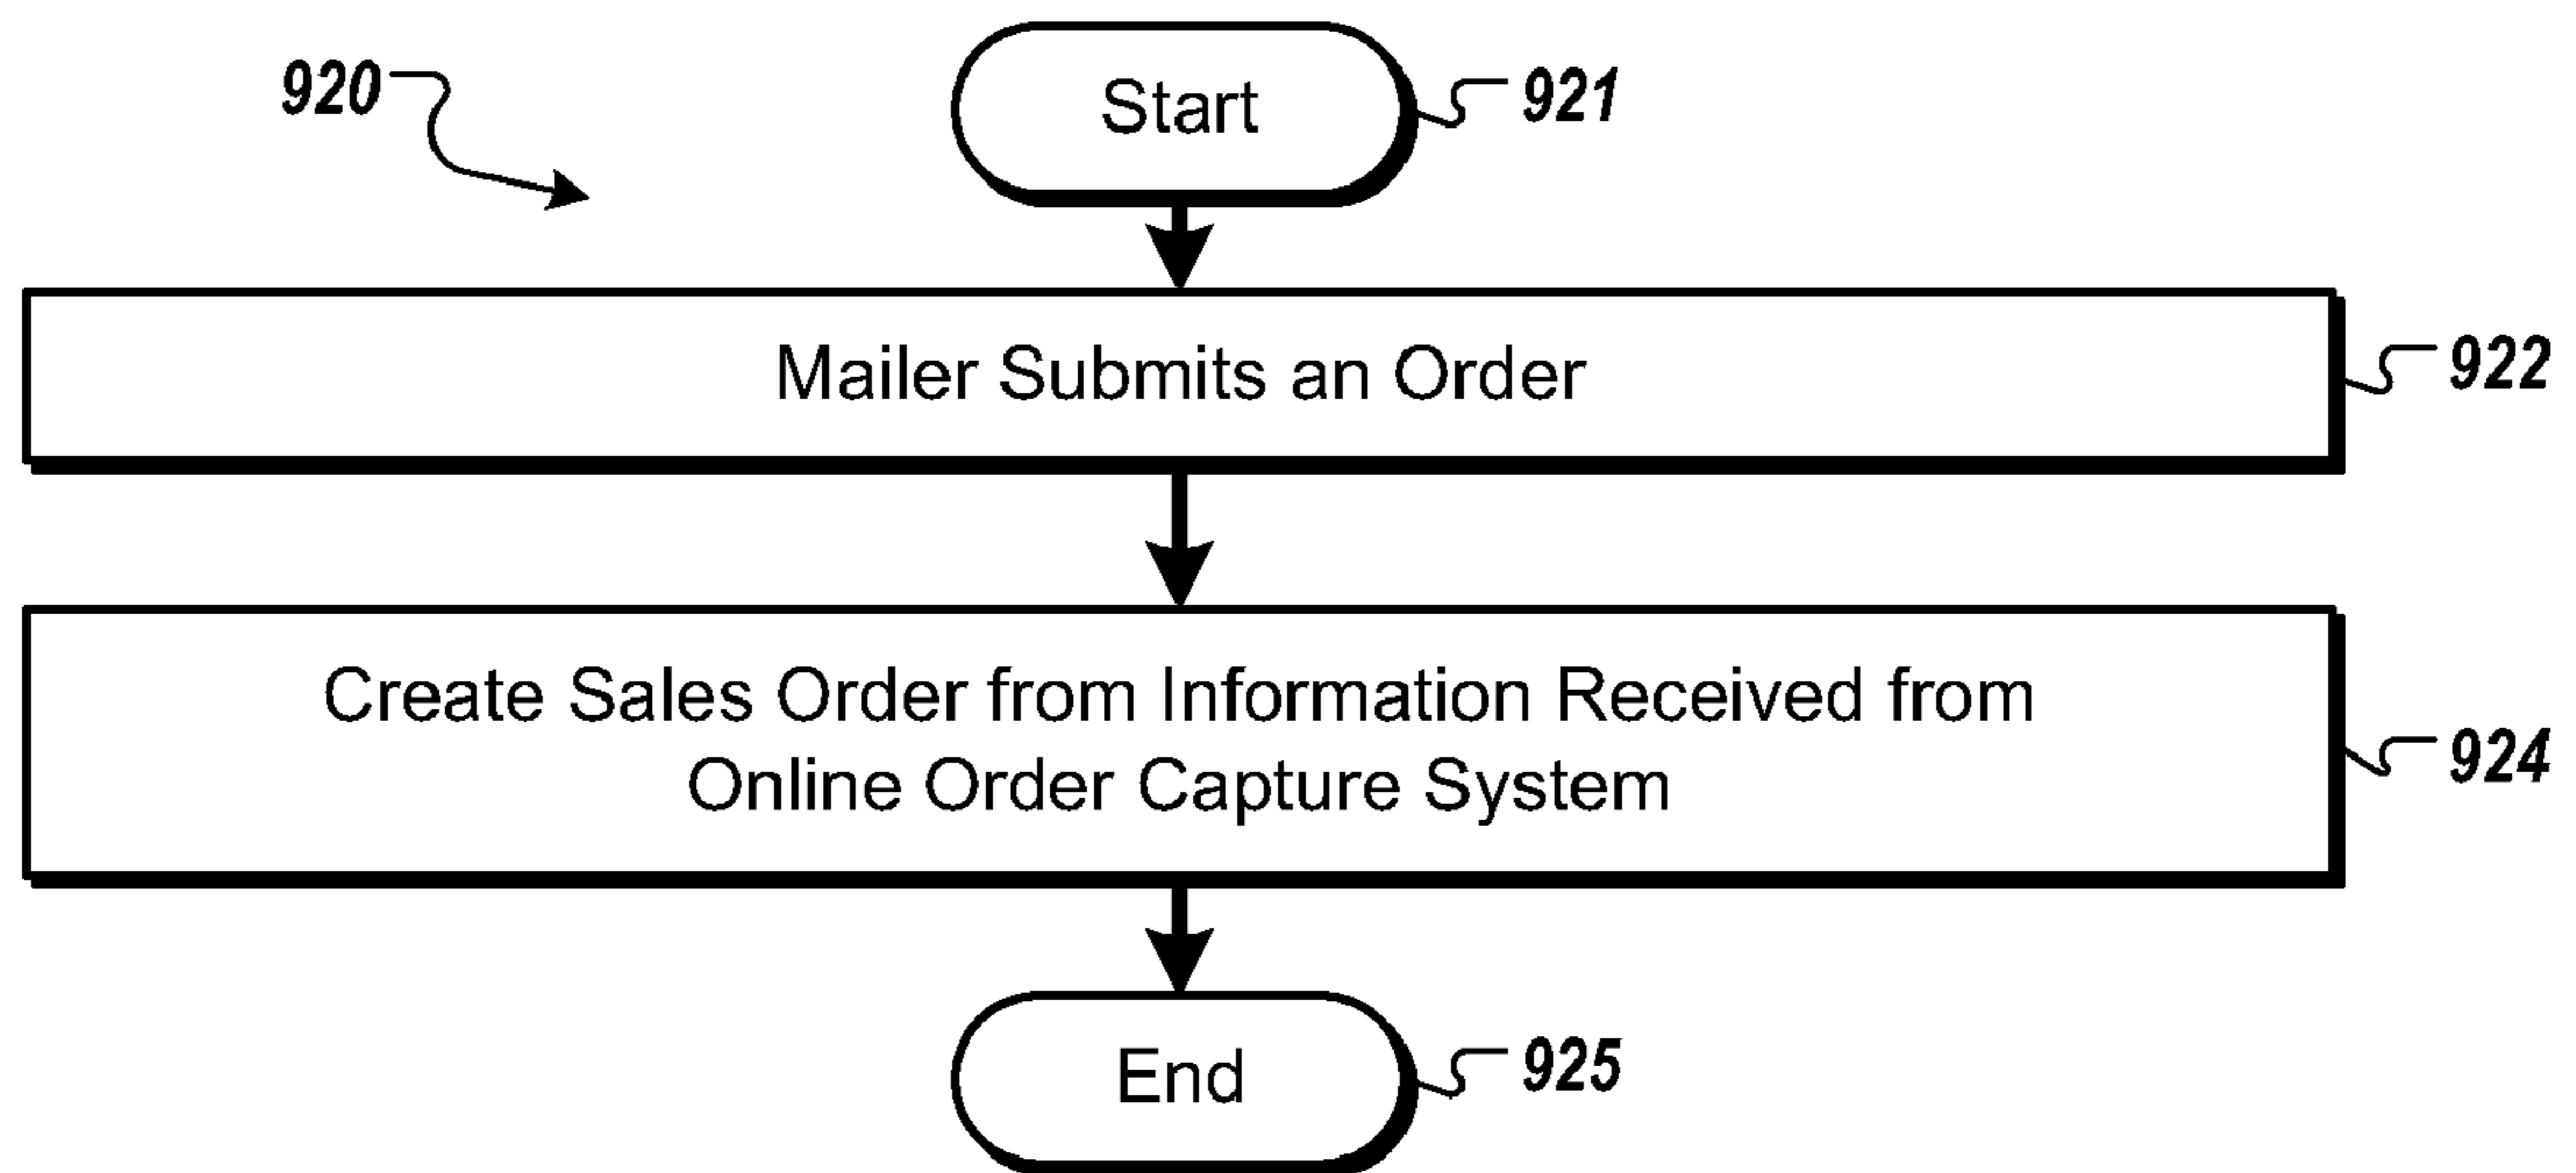 920
Start
921
Mailer Submits an Order
922
Create Sales Order from Information Received from
Online Order Capture System
924
End
925